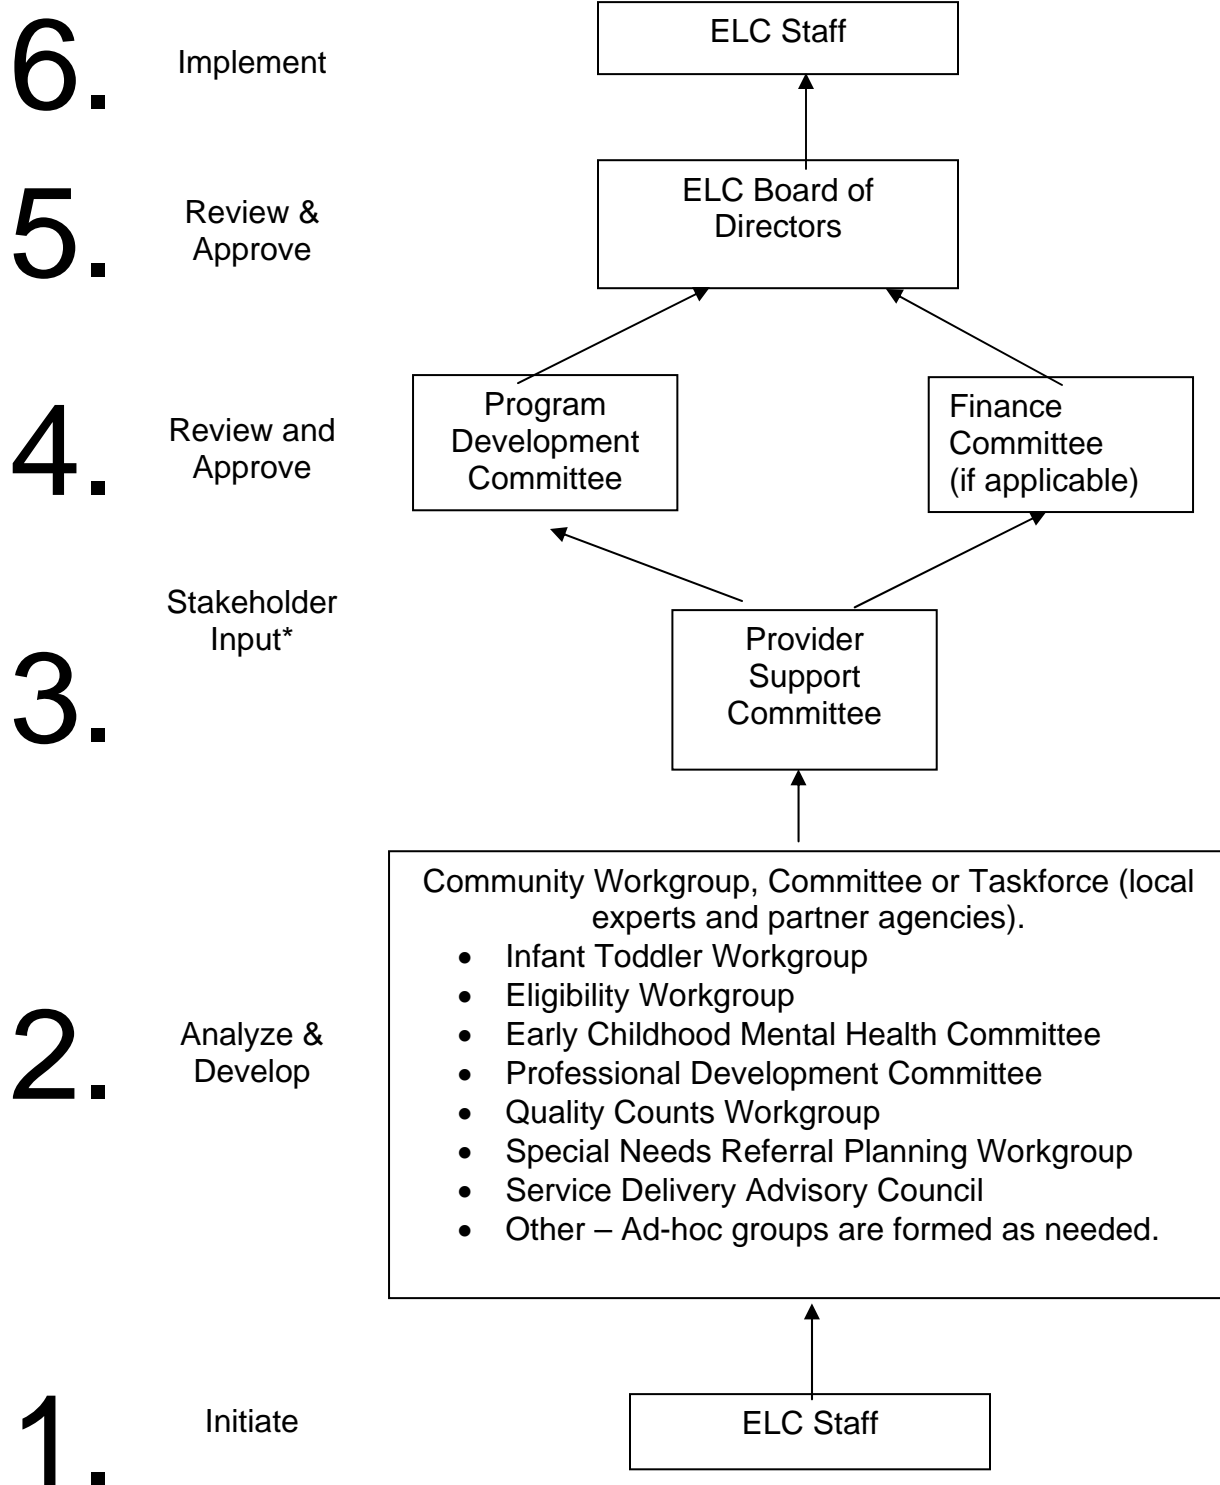 6.
Implement
ELC Staff
5.
Review &
Approve
ELC Board of
Directors
4.
Review and
Approve
Program
Development
Committee
Finance
Committee
(if applicable)
3.
Stakeholder
Input*
Provider
Support
Committee
2.
Analyze &
Develop
Community Workgroup, Committee or Taskforce (local
experts and partner agencies).
• Infant Toddler Workgroup
• Eligibility Workgroup
• Early Childhood Mental Health Committee
• Professional Development Committee
• Quality Counts Workgroup
• Special Needs Referral Planning Workgroup
• Service Delivery Advisory Council
• Other – Ad-hoc groups are formed as needed.
1.
Initiate
ELC Staff